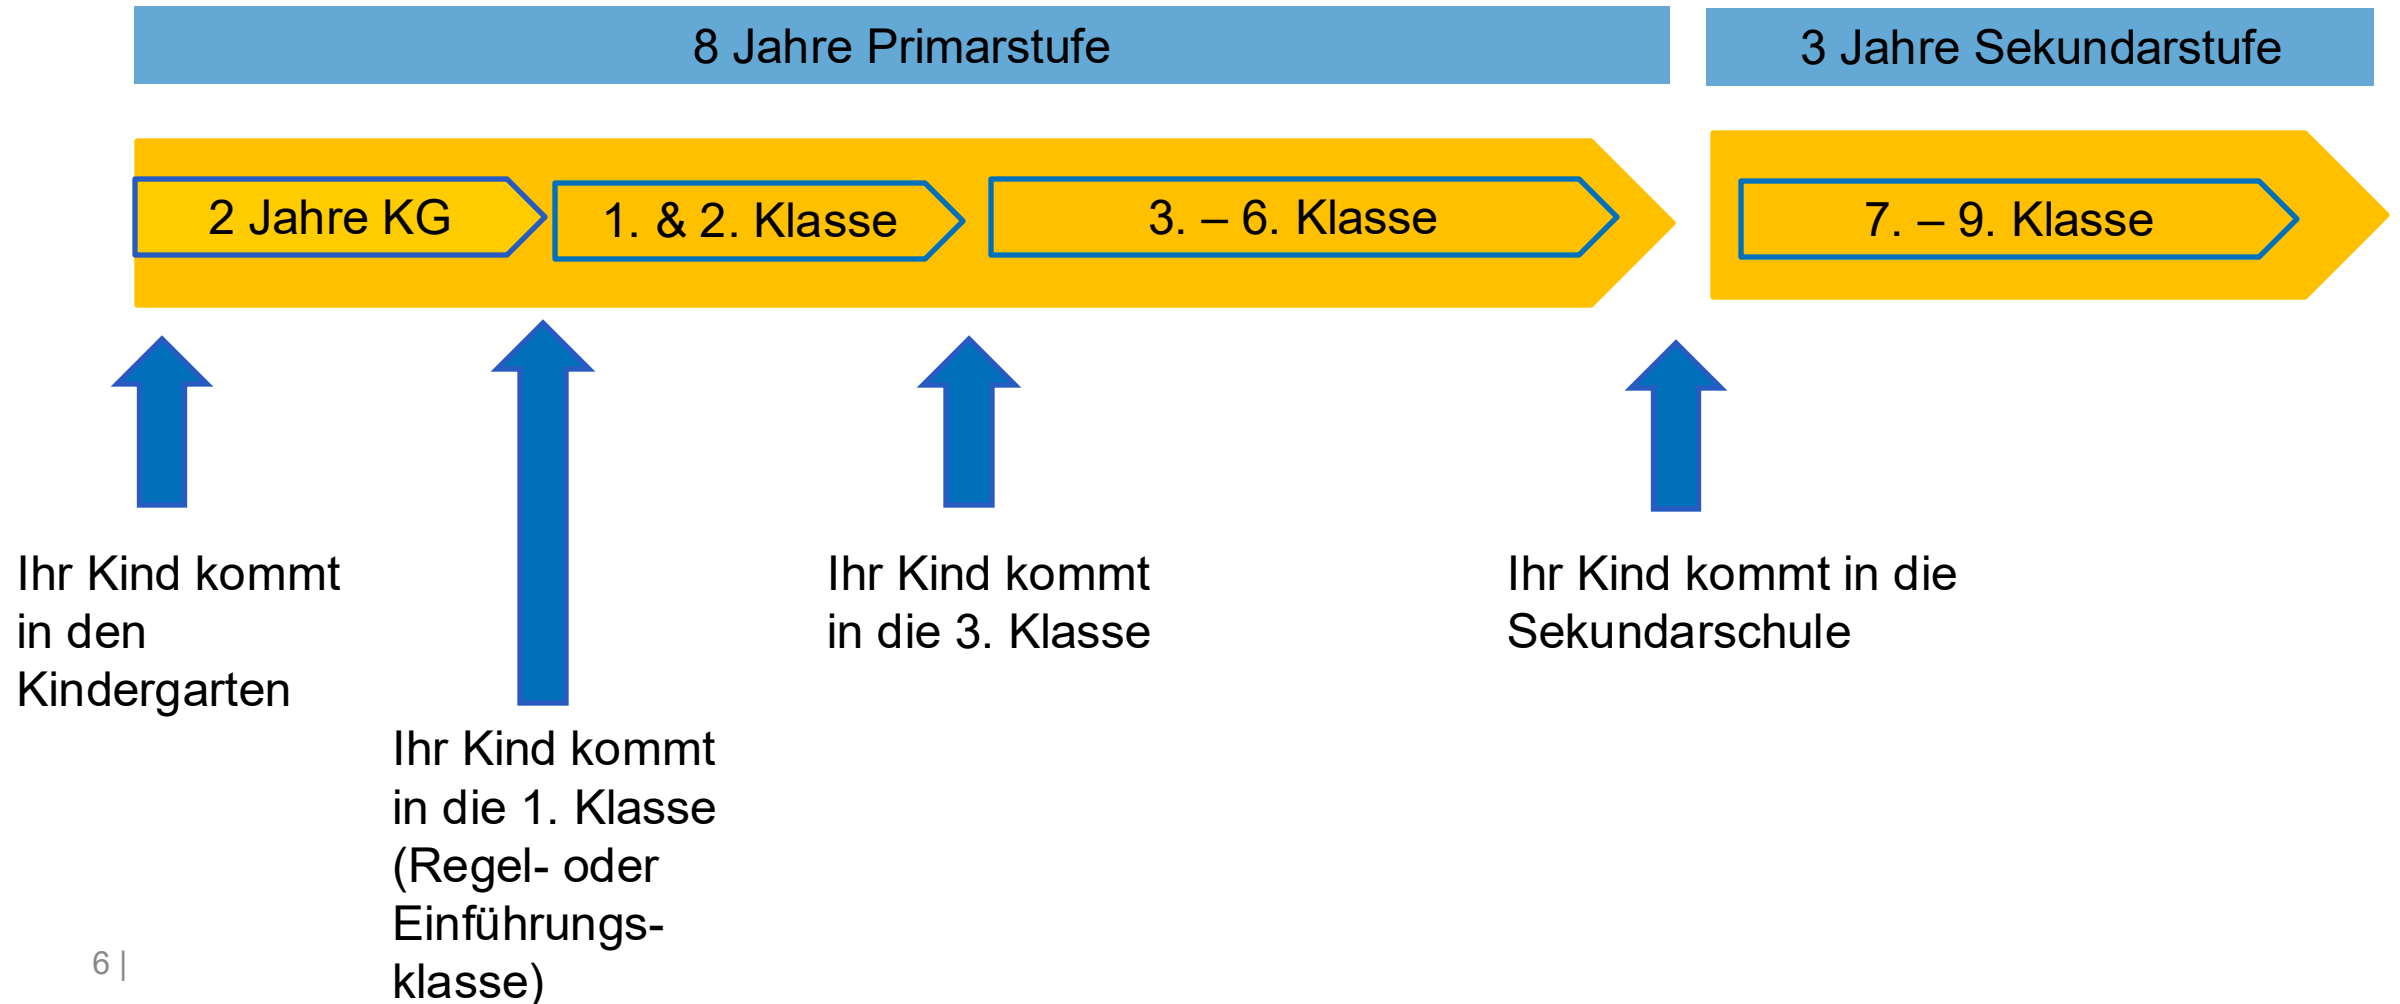 8 Jahre Primarstufe
3 Jahre Sekundarstufe
2 Jahre KG
1. & 2. Klasse
3. – 6. Klasse
7. – 9. Klasse
Ihr Kind kommt
in den
Kindergarten
Ihr Kind kommt
in die 1. Klasse
(Regel- oder
Einführungs-
klasse)
Ihr Kind kommt
in die 3. Klasse
Ihr Kind kommt in die
Sekundarschule
6 |